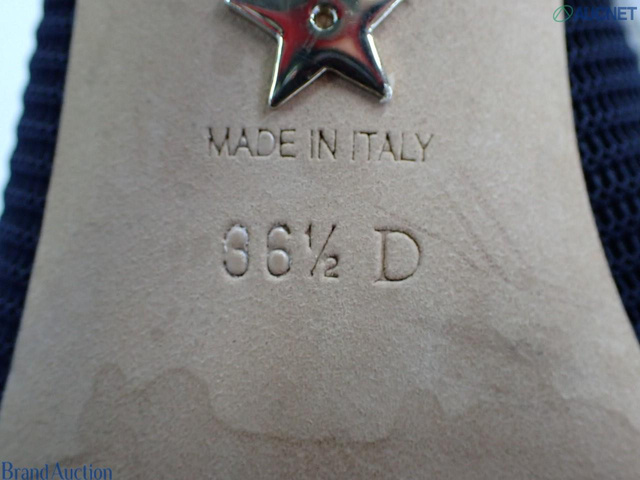 MADE IN ITALY
36½ D
Brand Auction